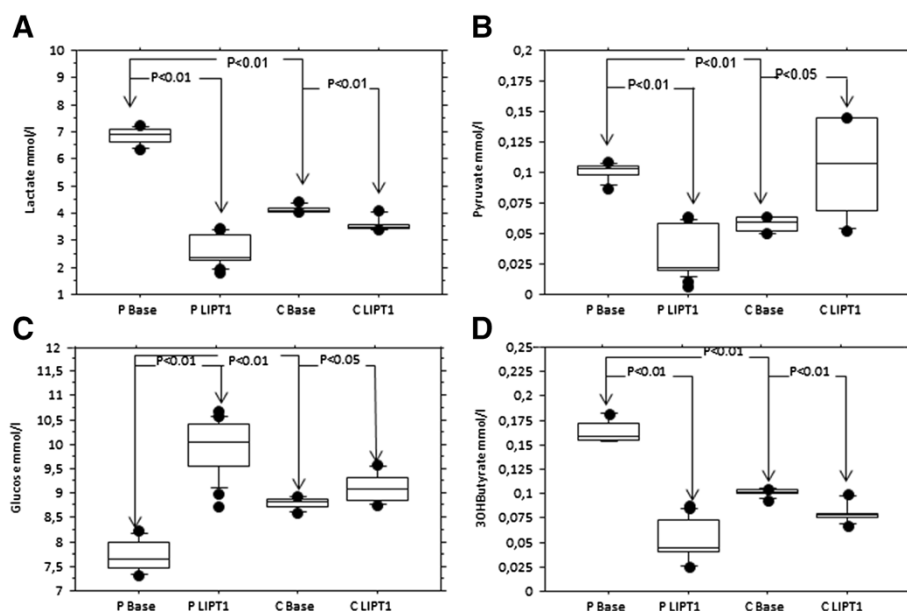 A
Lactate mmol/l
10
9
8
7
6
5
4
3
2
1
P<0.01
P<0.01
P<0.01
P Base
P LIPT1
C Base
C LIPT1
B
Pyruvate mmol/l
0,2
0,175
0,15
0,125
0,1
0,075
0,05
0,025
0
P<0.01
P<0.05
P<0.01
P Base
P LIPT1
C Base
C LIPT1
C
Glucose mmol/l
12
11,5
11
10,5
10
9,5
9
8,5
8
7,5
7
P<0.01
P<0.01
P<0.05
P Base
P LIPT1
C Base
C LIPT1
D
3OHButyrate mmol/l
0,25
0,225
0,2
0,175
0,15
0,125
0,1
0,075
0,05
0,025
0
P<0.01
P<0.01
P<0.01
P Base
P LIPT1
C Base
C LIPT1